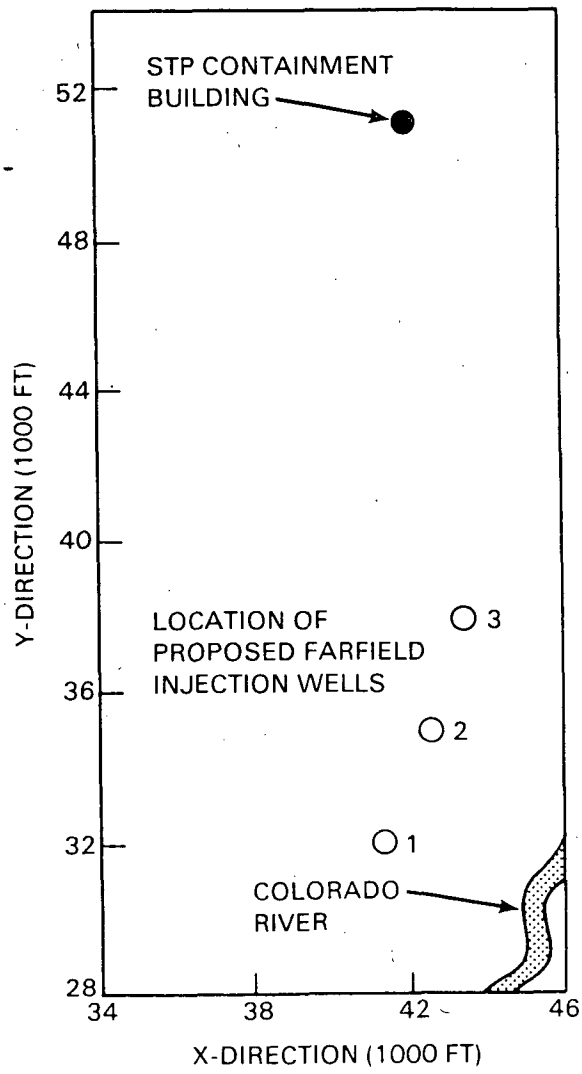 STP CONTAINMENT
BUILDING
52
48
44
40
36
32
28
Y-DIRECTION (1000 FT)
LOCATION OF
PROPOSED FARFIELD
INJECTION WELLS
3
2
1
COLORADO
RIVER
34
38
42
46
X-DIRECTION (1000 FT)